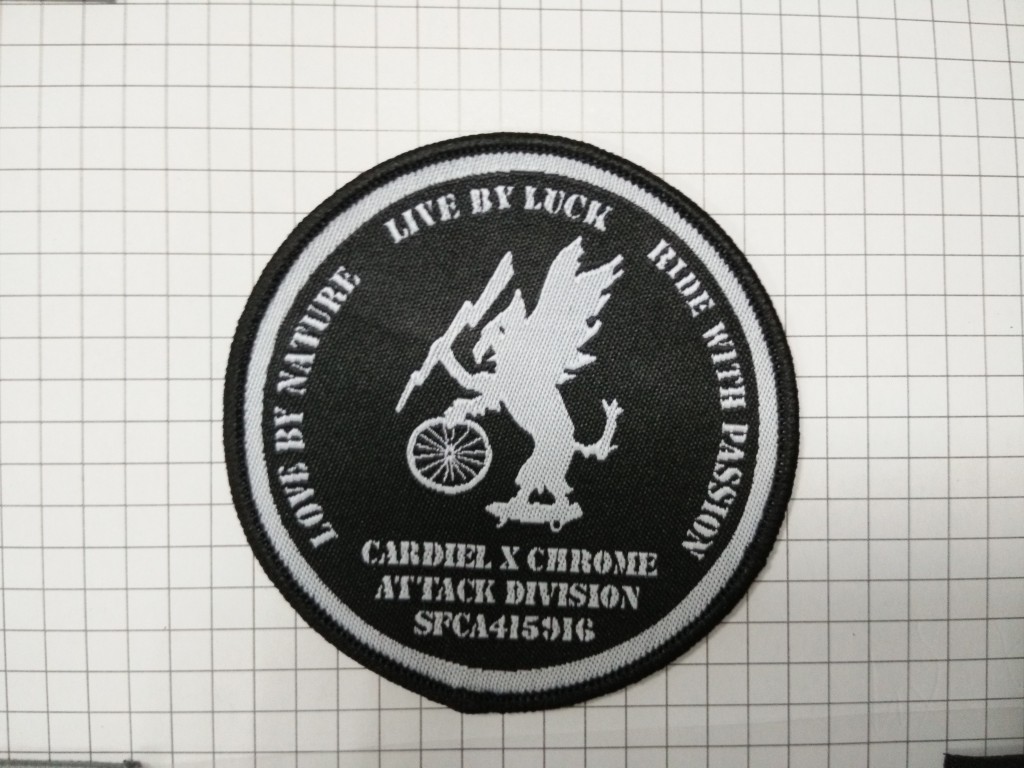 LOVE BY NATURE
LIVE BY LUCK
RIDE WITH PASSION
CARDIEL X CHROME
ATTACK DIVISION
SFCA415916